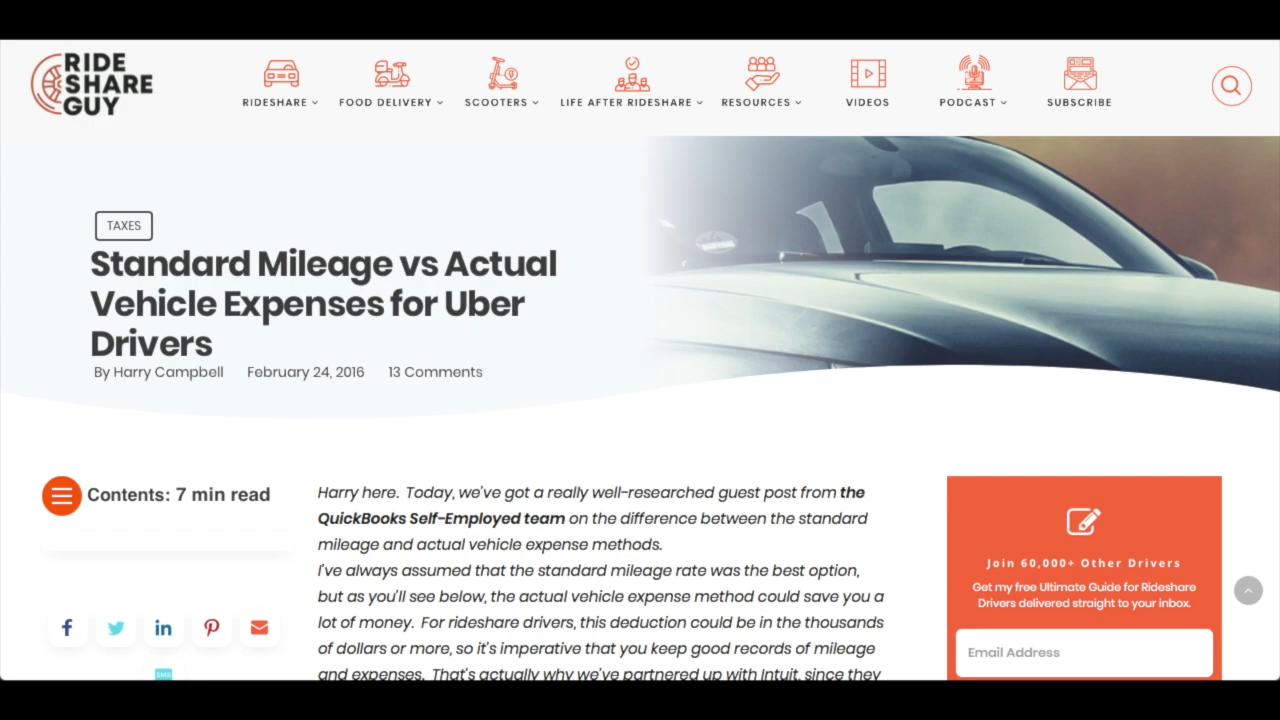 RIDE
SHARE
GUY
RIDESHARE
FOOD DELIVERY
SCOOTERS
LIFE AFTER RIDESHARE
RESOURCES
VIDEOS
PODCAST
SUBSCRIBE
TAXES
Standard Mileage vs Actual
Vehicle Expenses for Uber
Drivers
By Harry Campbell
February 24, 2016
13 Comments
Contents: 7 min read
SMS
Harry here. Today, we've got a really well-researched guest post from the
QuickBooks Self-Employed team on the difference between the standard
mileage and actual vehicle expense methods.
I've always assumed that the standard mileage rate was the best option,
but as you'll see below, the actual vehicle expense method could save you a
lot of money. For rideshare drivers, this deduction could be in the thousands
of dollars or more, so it's imperative that you keep good records of mileage
and expenses. That's actually why we've partnered up with Intuit, since they
Join 60,000+ Other Drivers
Get my free Ultimate Guide for Rideshare
Drivers delivered straight to your inbox.
Email Address